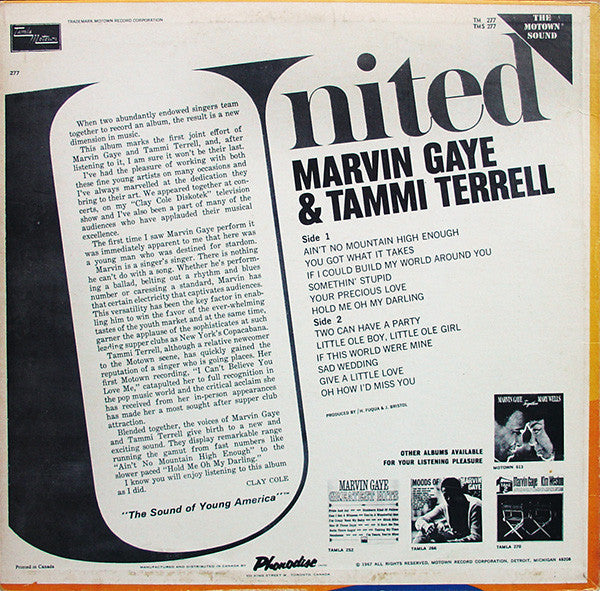 TRADEMARK MOTOWN RECORD CORPORATION
Tamla
Motown
TM 277
TMS 277
THE
MOTOWN
SOUND
277
United
MARVIN GAYE
& TAMMI TERRELL
When two abundantly endowed singers team
together to record an album, the result is a new
dimension in music.
This album marks the first joint effort of
Marvin Gaye and Tammi Terrell, and, after
listening to it, I am sure it won't be their last.
I've had the pleasure of working with both
these fine young artists on many occasions and
I've always marvelled at the dedication they
bring to their art. We appeared together at con-
certs, on my "Clay Cole Diskotek" television
show and I've also been a part of many of the
audiences who have applauded their musical
excellence.
The first time I saw Marvin Gaye perform it
was immediately apparent to me that here was
a young man who was destined for stardom.
Marvin is a singer's singer. There is nothing
he can't do with a song. Whether he's perform-
ing a ballad, belting out a rhythm and blues
number or caressing a standard, Marvin has
that certain electricity that captivates audiences.
This versatility has been the key factor in enab-
ling him to win the favor of the ever-whelming
tastes of the youth market and at the same time,
garner the applause of the sophisticates at such
leading supper clubs as New York's Copacabana.
Tammi Terrell, although a relative newcomer
to the Motown scene, has quickly gained the
reputation of a singer who is going places. Her
first Motown recording, "I Can't Believe You
Love Me," catapulted her to full recognition in
the pop music world and the critical acclaim she
has received from her in-person appearances
has made her a most sought after supper club
attraction.
Blended together, the voices of Marvin Gaye
and Tammi Terrell give birth to a new and
exciting sound. They display remarkable range
running the gamut from fast numbers like
"Ain't No Mountain High Enough" to the
slower paced "Hold Me Oh My Darling."
I know you will enjoy listening to this album
as I did.
CLAY COLE
"The Sound of Young America"
Side 1
AIN'T NO MOUNTAIN HIGH ENOUGH
YOU GOT WHAT IT TAKES
IF I COULD BUILD MY WORLD AROUND YOU
SOMETHIN' STUPID
YOUR PRECIOUS LOVE
HOLD ME OH MY DARLING
Side 2
TWO CAN HAVE A PARTY
LITTLE OLE BOY, LITTLE OLE GIRL
IF THIS WORLD WERE MINE
SAD WEDDING
GIVE A LITTLE LOVE
OH HOW I'D MISS YOU
PRODUCED BY / H. FUQUA & J. BRISTOL
OTHER ALBUMS AVAILABLE
FOR YOUR LISTENING PLEASURE
MARVIN GAYE Together MARY WELLS
MOTOWN 613
MARVIN GAYE
GREATEST HITS
TAMLA 252
MOODS OF MARVIN GAYE
TAMLA 266
Marvin Gaye Kim Weston
TAMLA 270
Printed in Canada
MANUFACTURED AND DISTRIBUTED IN CANADA BY Phonodisc
TORONTO, CANADA
© 1967 ALL RIGHTS RESERVED, MOTOWN RECORD CORPORATION, DETROIT, MICHIGAN 48208